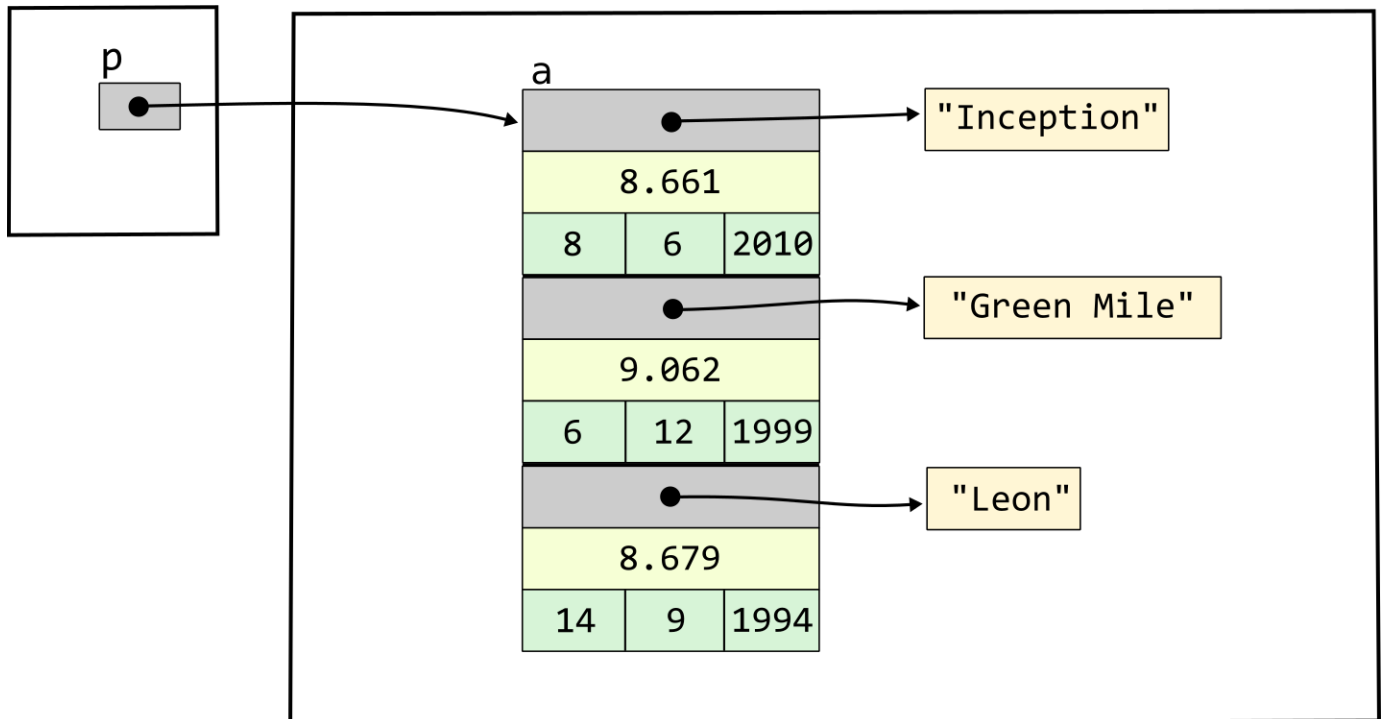 p
a
"Inception"
8.661
8 6 2010
"Green Mile"
9.062
6 12 1999
"Leon"
8.679
14 9 1994